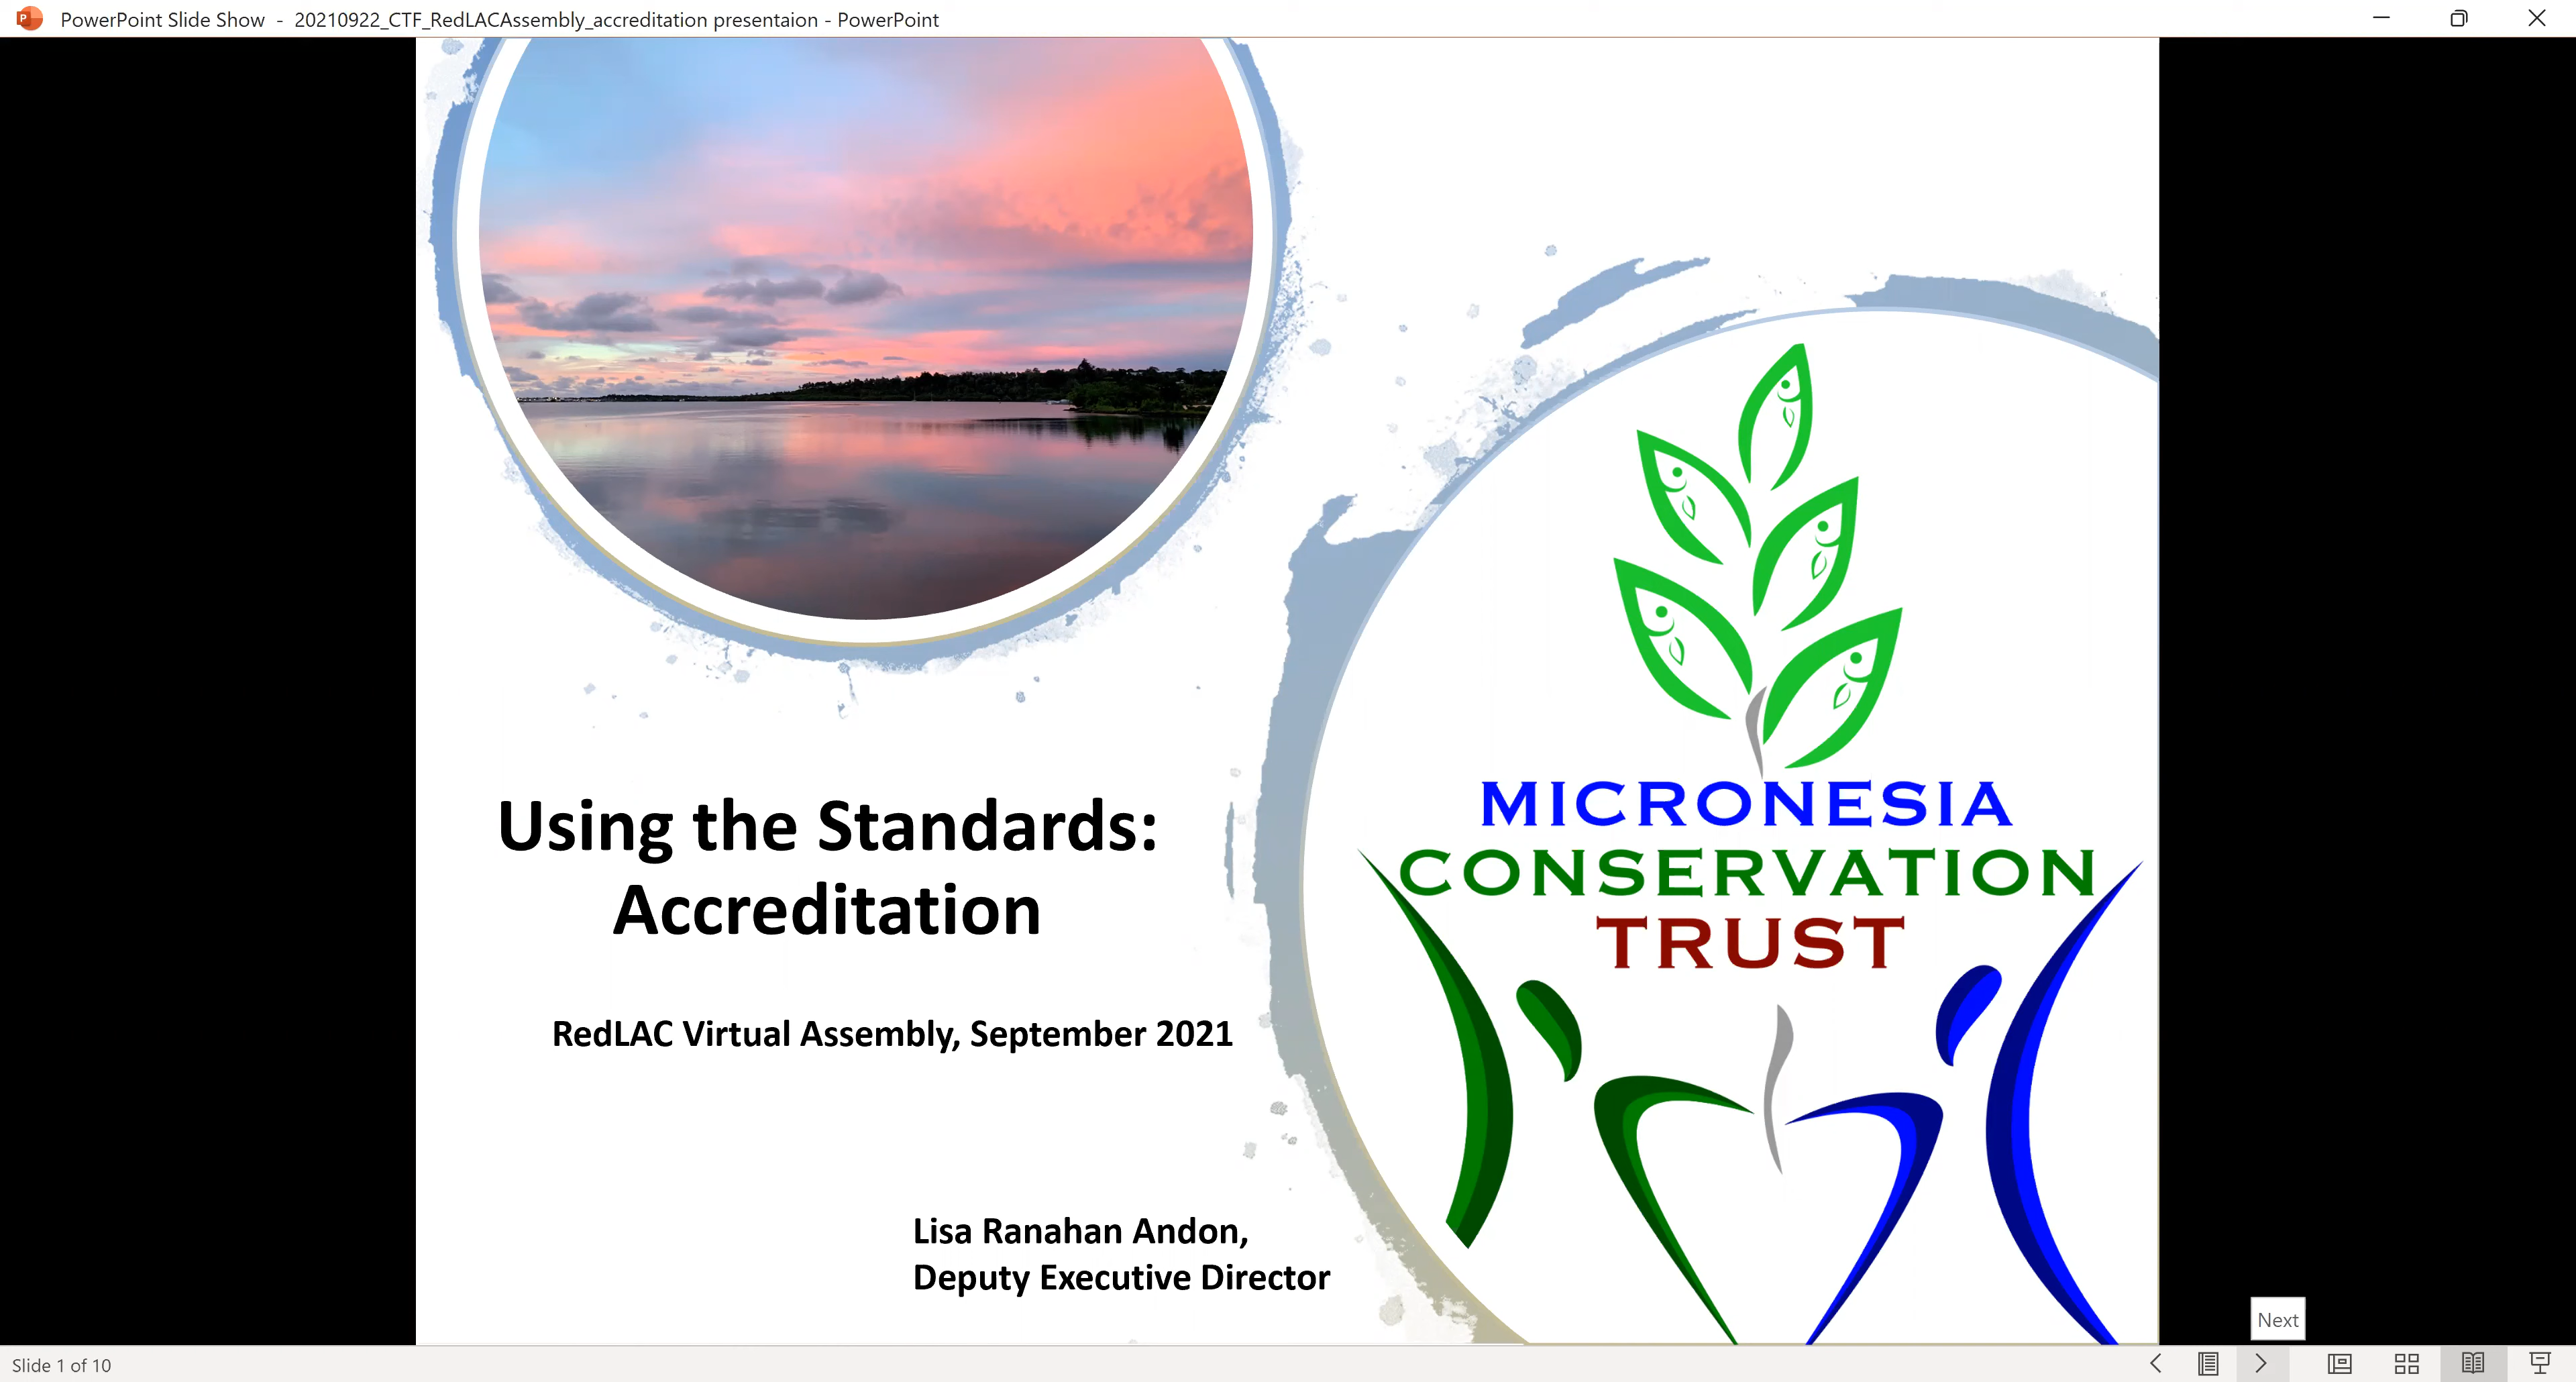 PowerPoint Slide Show - 20210922_CTF_RedLACAssembly_accreditation presentaion - PowerPoint
Using the Standards:
Accreditation
RedLAC Virtual Assembly, September 2021
Lisa Ranahan Andon,
Deputy Executive Director
MICRONESIA
CONSERVATION
TRUST
Next
Slide 1 of 10